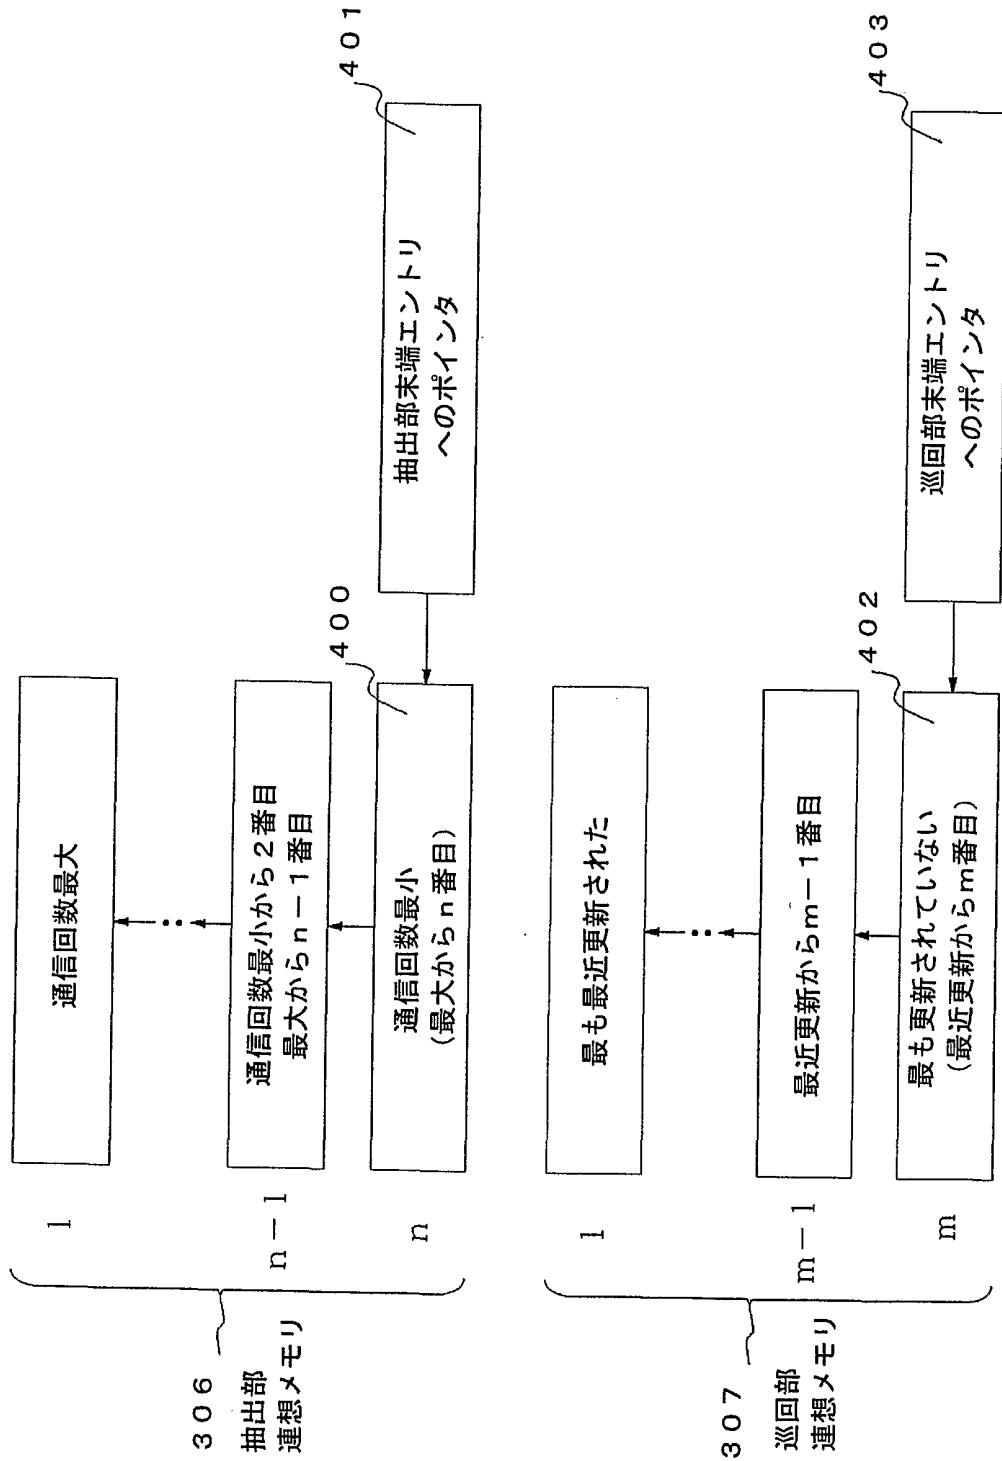 306
抽出部
連想メモリ
1
通信回数最大
n－1
通信回数最小から2番目
最大からn－1番目
n
通信回数最小
(最大からn番目)
400
抽出部末端エントリ
へのポインタ
401
307
巡回部
連想メモリ
1
最も最近更新された
m－1
最近更新からm－1番目
m
最も更新されていない
(最近更新からm番目)
402
巡回部末端エントリ
へのポインタ
403